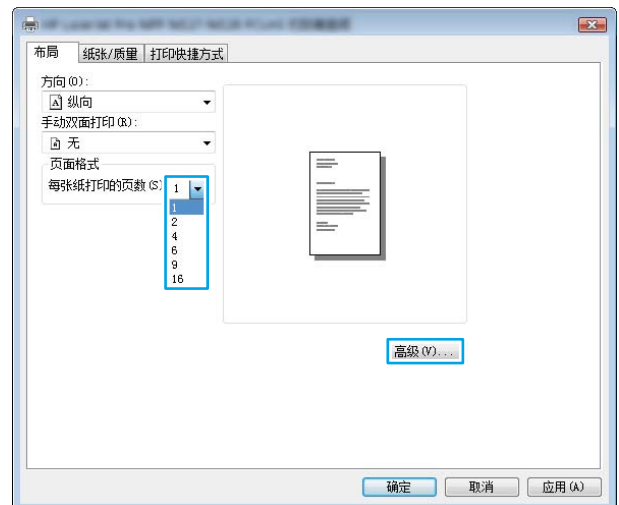 布局 纸张/质量 打印快捷方式
方向(O):
纵向
手动双面打印(R):
无
页面格式
每张纸打印的页数(S) 1
1
2
4
6
9
16
高级(V)...
确定 取消 应用(A)